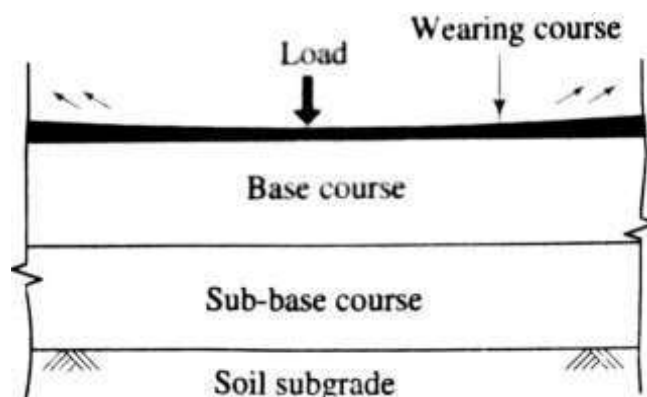 Wearing course
Load
Base course
Sub-base course
Soil subgrade